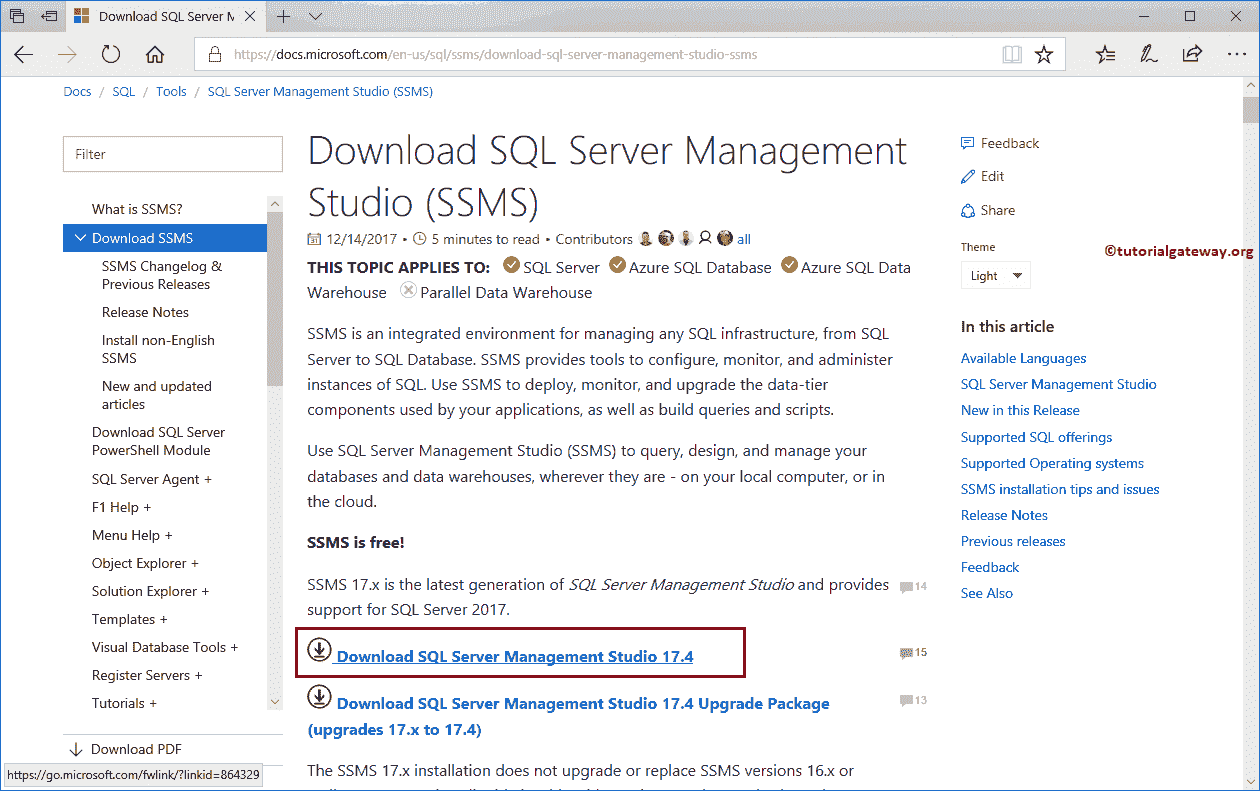 Download SQL Server M
https://docs.microsoft.com/en-us/sql/ssms/download-sql-server-management-studio-ssms
Docs / SQL / Tools / SQL Server Management Studio (SSMS)
Filter
What is SSMS?
Download SSMS
SSMS Changelog &
Previous Releases
Release Notes
Install non-English
SSMS
New and updated
articles
Download SQL Server
PowerShell Module
SQL Server Agent +
F1 Help +
Menu Help +
Object Explorer +
Solution Explorer +
Templates +
Visual Database Tools +
Register Servers +
Tutorials +
Download PDF
https://go.microsoft.com/fwlink/?linkid=864329
Download SQL Server Management
Studio (SSMS)
12/14/2017 • 5 minutes to read • Contributors all
THIS TOPIC APPLIES TO: SQL Server Azure SQL Database Azure SQL Data
Warehouse Parallel Data Warehouse
SSMS is an integrated environment for managing any SQL infrastructure, from SQL
Server to SQL Database. SSMS provides tools to configure, monitor, and administer
instances of SQL. Use SSMS to deploy, monitor, and upgrade the data-tier
components used by your applications, as well as build queries and scripts.
Use SQL Server Management Studio (SSMS) to query, design, and manage your
databases and data warehouses, wherever they are - on your local computer, or in
the cloud.
SSMS is free!
SSMS 17.x is the latest generation of SQL Server Management Studio and provides
support for SQL Server 2017.
14
Download SQL Server Management Studio 17.4
15
Download SQL Server Management Studio 17.4 Upgrade Package
(upgrades 17.x to 17.4)
13
The SSMS 17.x installation does not upgrade or replace SSMS versions 16.x or
Feedback
Edit
Share
Theme
Light
©tutorialgateway.org
In this article
Available Languages
SQL Server Management Studio
New in this Release
Supported SQL offerings
Supported Operating systems
SSMS installation tips and issues
Release Notes
Previous releases
Feedback
See Also